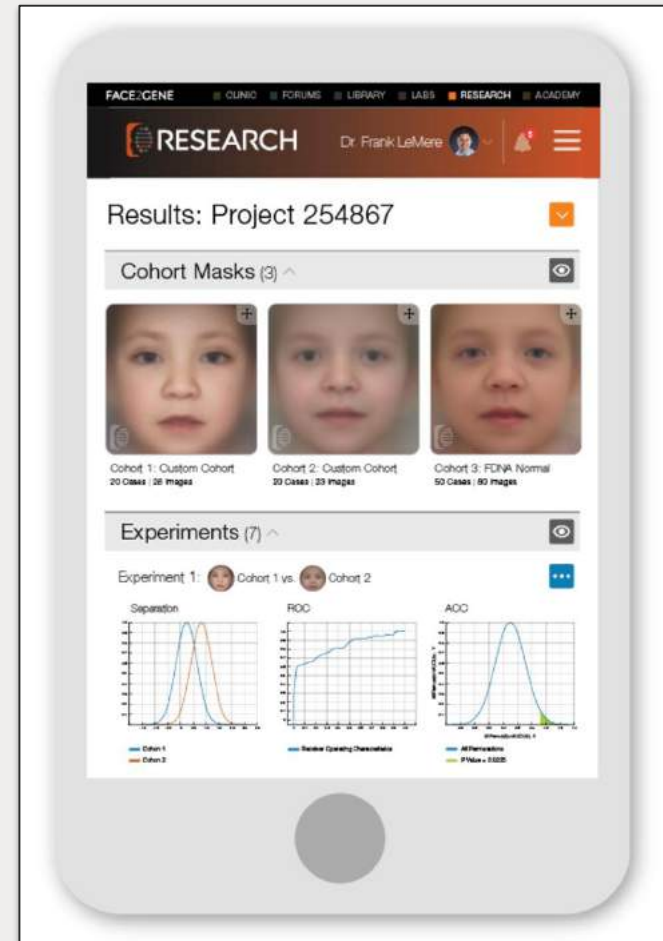 FACE2GENE CLINIC FORUMS LIBRARY LABS RESEARCH ACADEMY
RESEARCH Dr. Frank LeMere
Results: Project 254867
Cohort Masks (3)
Cohort 1: Custom Cohort
20 Cases | 26 Images
Cohort 2: Custom Cohort
20 Cases | 23 Images
Cohort 3: FDNA Normal
50 Cases | 80 Images
Experiments (7)
Experiment 1: Cohort 1 vs. Cohort 2
Separation ROC ACC
Cohort 1
Cohort 2
Receiver Operating Characteristics
All Permutations